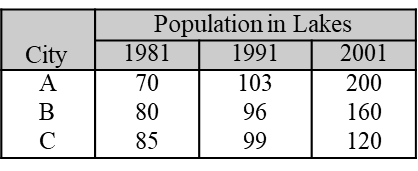 Population in Lakes
City 1981 1991 2001
A 70 103 200
B 80 96 160
C 85 99 120